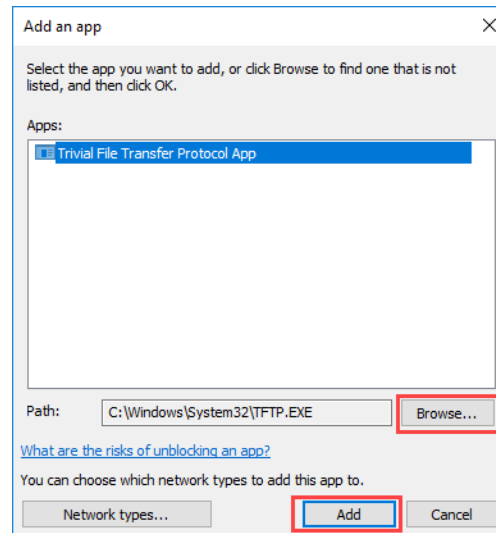 Add an app
Select the app you want to add, or click Browse to find one that is not
listed, and then click OK.
Apps:
Trivial File Transfer Protocol App
Path:
C:\Windows\System32\TFTP.EXE
Browse...
What are the risks of unblocking an app?
You can choose which network types to add this app to.
Network types...
Add
Cancel